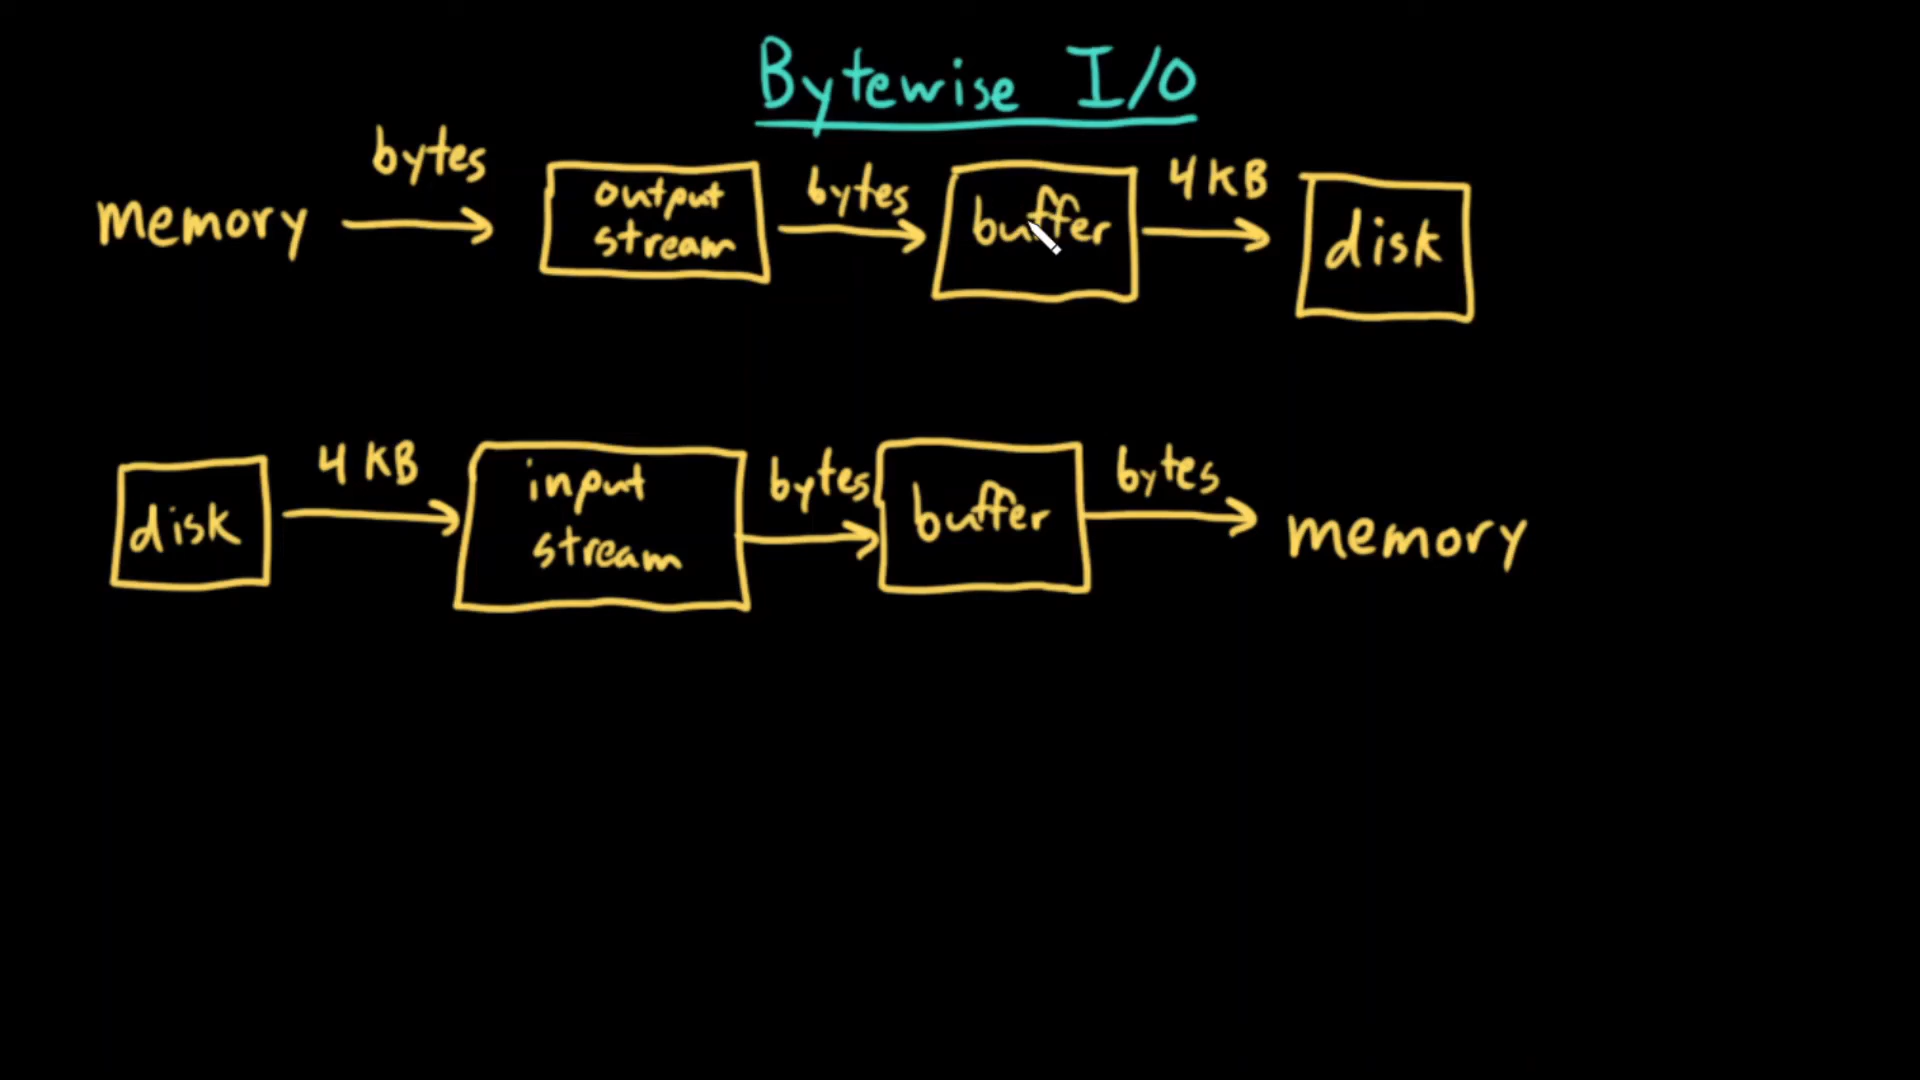 Bytewise I/O
memory
bytes
output
stream
bytes
buffer
4 KB
disk
disk
4 KB
input
stream
bytes
buffer
bytes
memory